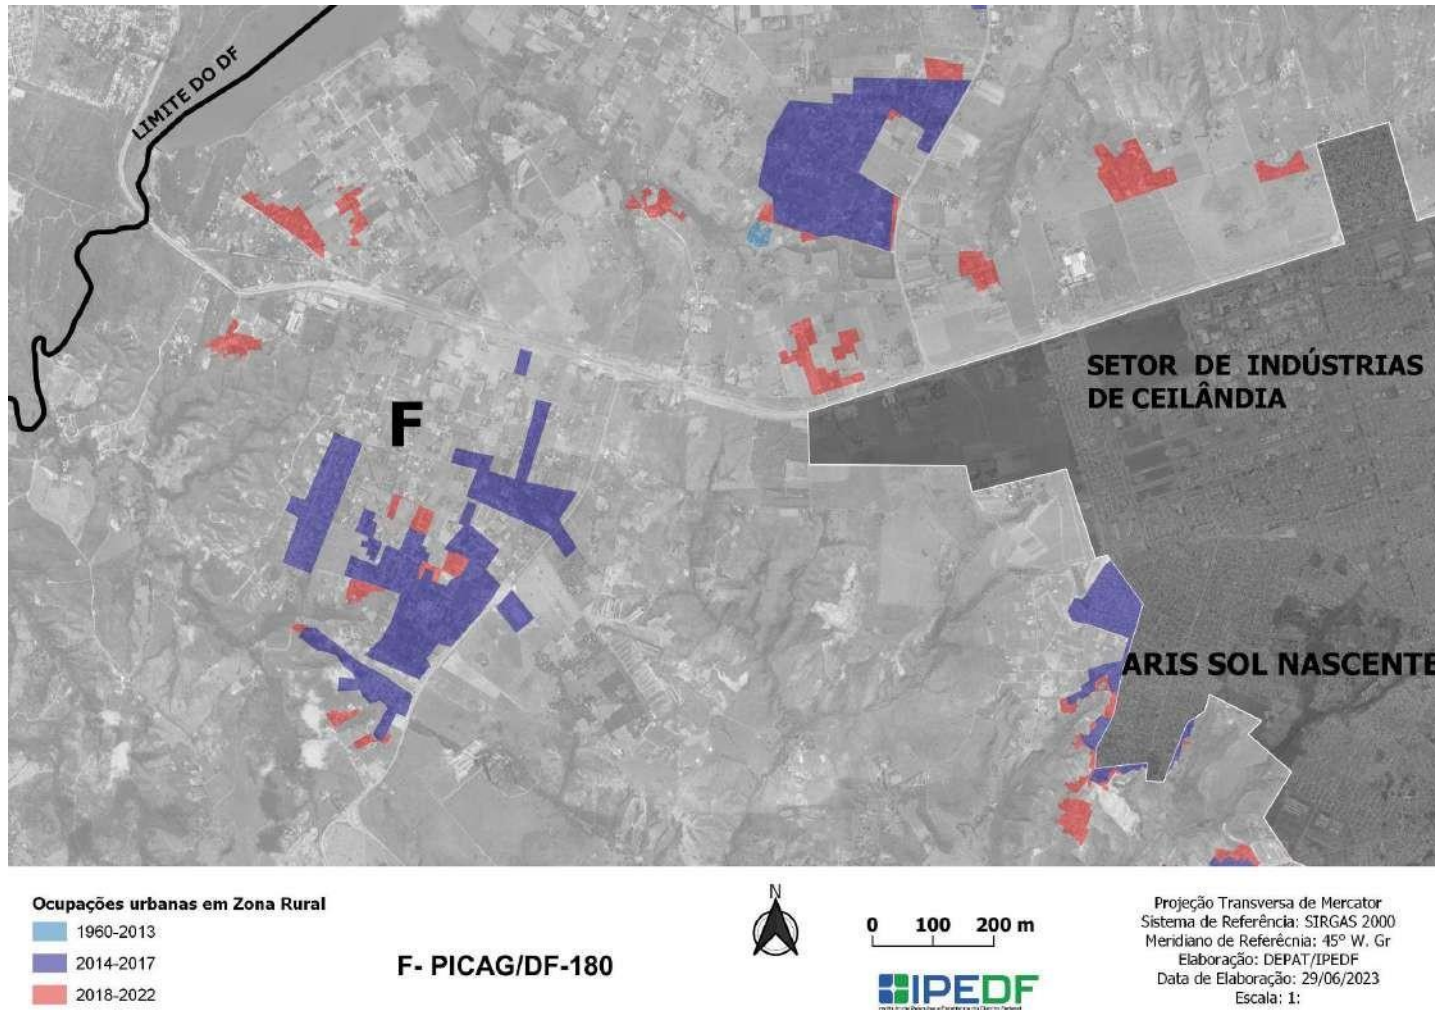 LIMITE DO DF
SETOR DE INDÚSTRIAS
DE CEILÂNDIA
F
ARIS SOL NASCENTE
Ocupações urbanas em Zona Rural
1960-2013
2014-2017
2018-2022
F- PICAG/DF-180
N
0 100 200 m
IPEDF
Projeção Transversa de Mercator
Sistema de Referência: SIRGAS 2000
Meridiano de Referêcnia: 45º W. Gr
Elaboração: DEPAT/IPEDF
Data de Elaboração: 29/06/2023
Escala: 1: